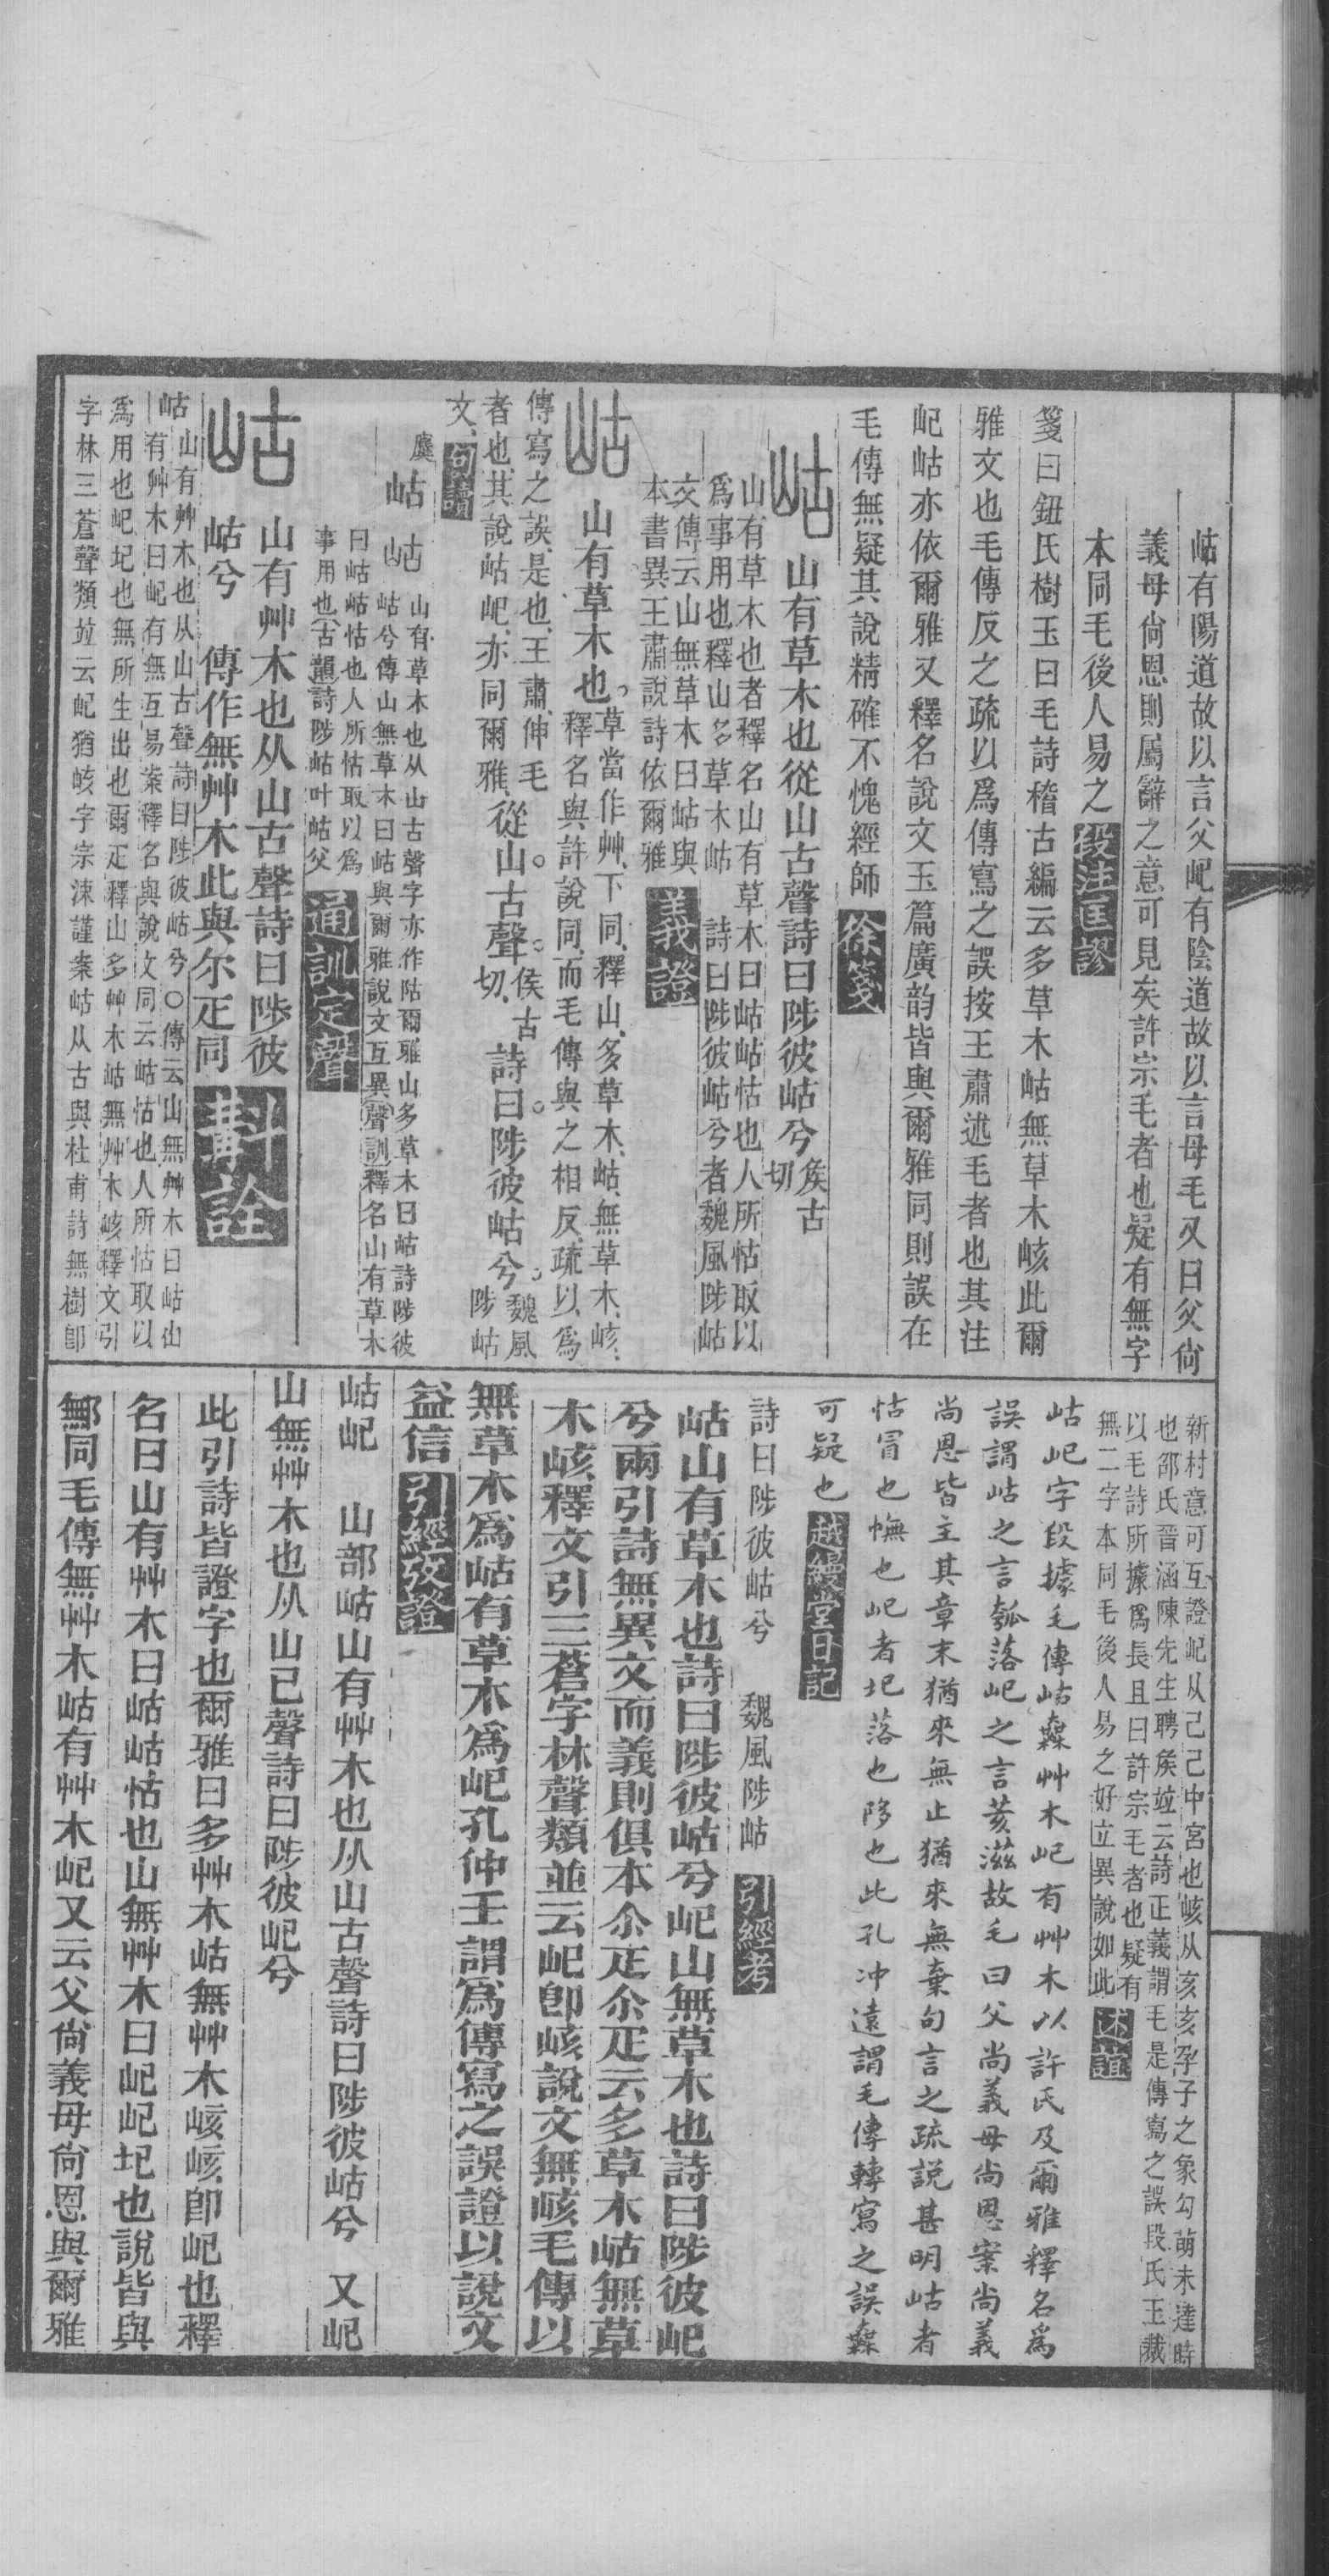 岵有陽道故以言父屺有陰道故以言母毛又曰父尙
義母尙恩則屬辭之意可見矣許宗毛者也疑有無字
本同毛後人易之段注匡謬
箋曰鈕氏樹玉曰毛詩稽古編云多草木岵無草木峐此爾
雅文也毛傳反之疏以爲傳寫之誤按王肅述毛者也其注
屺岵亦依爾雅又釋名說文玉篇廣韵皆與爾雅同則誤在
毛傳無疑其說精確不愧經師徐箋
岵山有草木也從山古聲詩曰陟彼岵兮矦古切
山有草木也者釋名山有草木曰岵岵怙也人所怙取以
爲事用也釋山多草木岵　詩曰陟彼岵兮者魏風陟岵
文傳云山無草木曰岵與
本書異王肅說詩依爾雅義證
岵山有草木也草當作艸下同釋山多草木岵無草木峐
釋名與許說同而毛傳與之相反疏以爲
傳寫之誤是也王肅伸毛
者也其說岵屺亦同爾雅從山古聲侯古切詩曰陟彼岵兮魏風陟岵
文句讀
虞岵岵山有草木也从山古聲字亦作𡶴爾雅山多草木曰岵詩陟彼
岵兮傳山無草木曰岵與爾雅說文互異聲訓釋名山有草木
曰岵岵怙也人所怙取以爲
事用也古韻詩陟岵叶岵父通訓定聲
岵山有艸木也从山古聲詩曰陟彼
岵兮　傳作無艸木此與尒疋同斠詮
岵山有艸木也从山古聲詩曰陟彼岵兮○傳云山無艸木曰岵山
有艸木曰屺有無互易案釋名與說文同云岵怙也人所怙取以
爲用也屺圮也無所生出也爾疋釋山多艸木岵無艸木峐釋文引
字林三蒼聲類竝云屺猶峐字宗涑謹案岵从古與杜甫詩無樹卽
新村意可互證屺从己己中宮也峐从亥亥孕子之象勾萌未達時
也邵氏晉涵陳先生聘矦竝云詩正義謂毛是傳寫之誤段氏玉裁
以毛詩所據爲長且曰許宗毛者也疑有
無二字本同毛後人易之好立異說如此述誼
岵屺字段據毛傳岵無艸木屺有艸木以許氏及爾雅釋名爲
誤謂岵之言瓠落屺之言荄滋故毛曰父尚義母尚恩案尚義
尚恩皆主其章末猶來無止猶來無棄句言之疏說甚明岵者
怙冒也幠也屺者圮落也陊也此孔冲遠謂毛傳轉寫之誤無
可疑也越縵堂日記
詩曰陟彼岵兮　魏風陟岵引經考
岵山有草木也詩曰陟彼岵兮屺山無草木也詩曰陟彼屺
兮兩引詩無異文而義則俱本尒疋尒疋云多草木岵無草
木峐釋文引三蒼字林聲類並云屺卽峐說文無峐毛傳以
無草木爲岵有草木爲屺孔仲壬謂爲傳寫之誤證以說文
益信引經攷證
岵屺　山部岵山有艸木也从山古聲詩曰陟彼岵兮　又屺
山無艸木也从山已聲詩曰陟彼屺兮
此引詩皆證字也爾雅曰多艸木岵無艸木峐峐卽屺也釋
名曰山有艸木曰岵岵怙也山無艸木曰屺屺圮也說皆與
鄦同毛傳無艸木岵有艸木屺又云父尙義母尙恩與爾雅